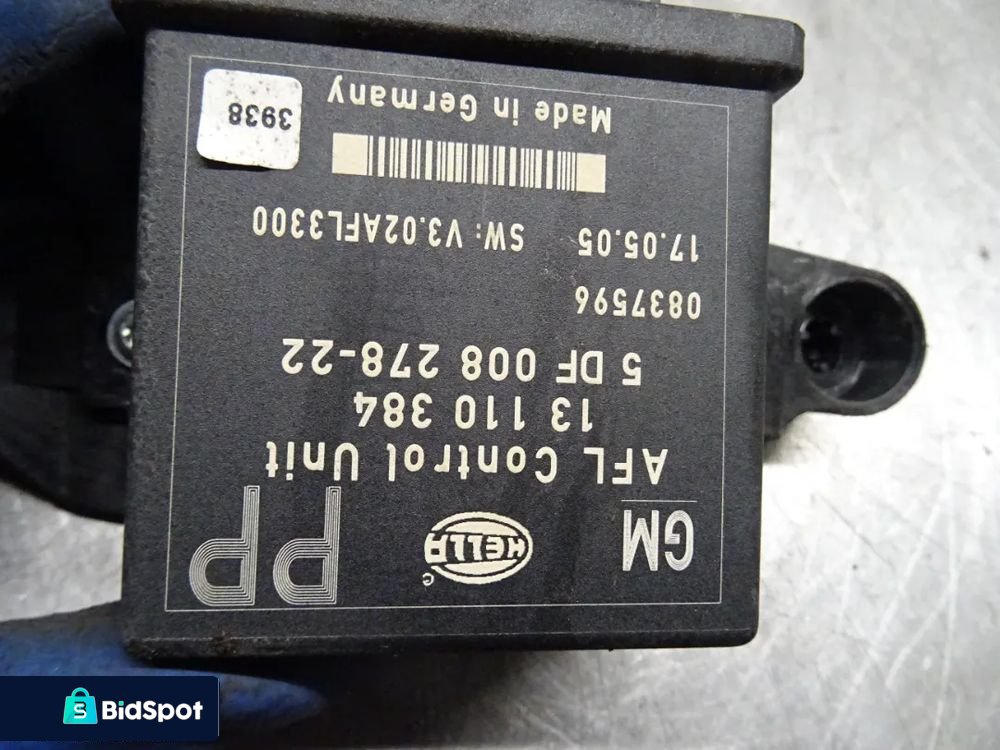 GM HELLA © PP
AFL Control Unit
13 110 384
5 DF 008 278-22
0837596
17.05.05 SW: V3.02AFL3300
Made in Germany
3938
BidSpot